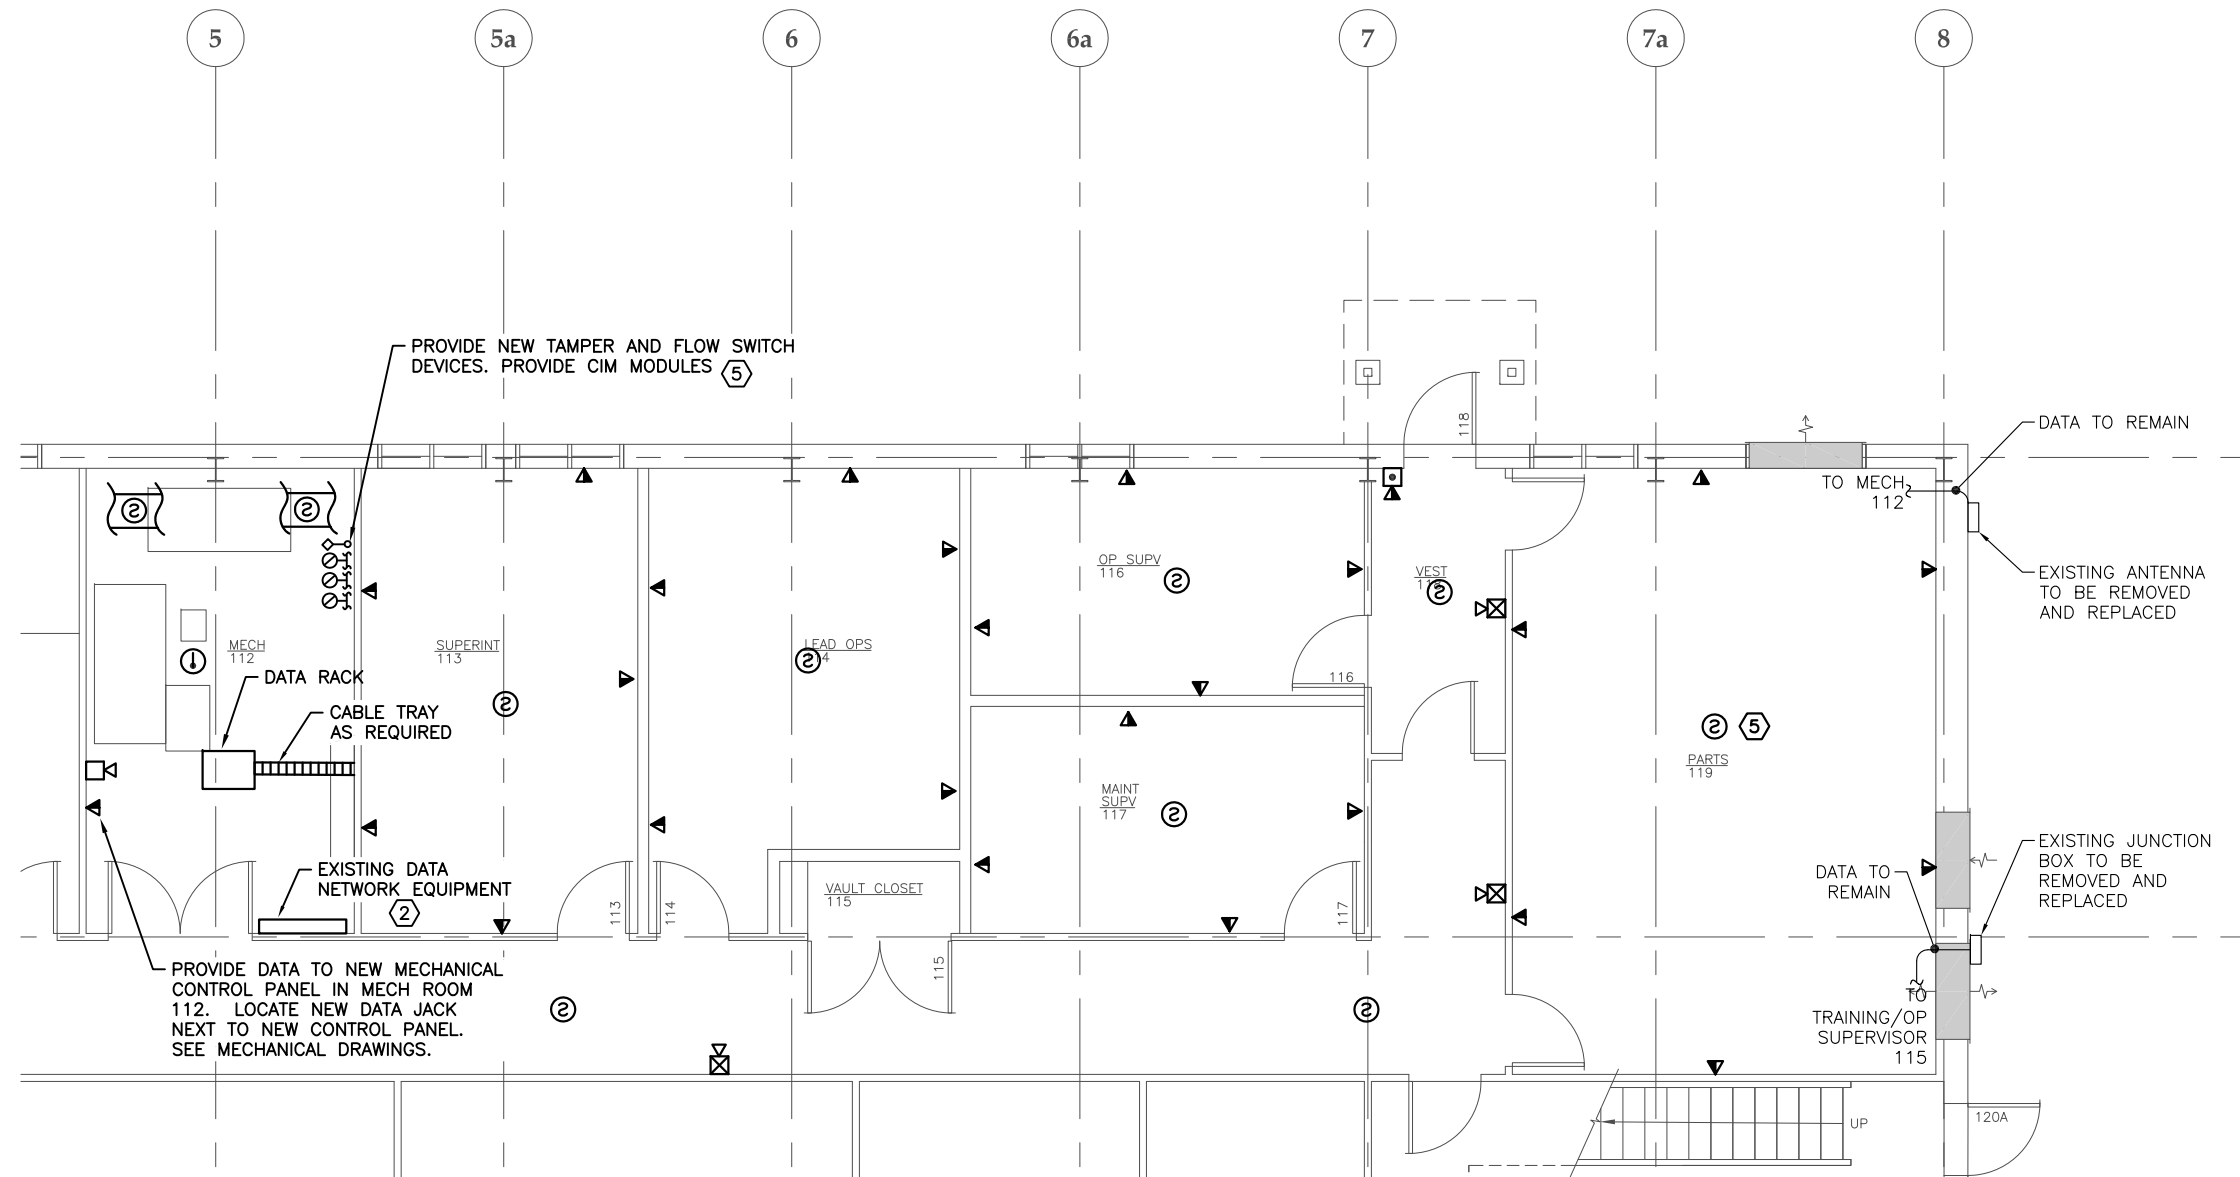 5
5a
6
6a
7
7a
8
PROVIDE NEW TAMPER AND FLOW SWITCH
DEVICES. PROVIDE CIM MODULES
5
118
DATA TO REMAIN
TO MECH
112
EXISTING ANTENNA
TO BE REMOVED
AND REPLACED
S
S
OP SUPV
116
S
VEST
S
MECH
112
SUPERINT
113
S
LEAD OPS
S
DATA RACK
CABLE TRAY
AS REQUIRED
116
S
5
PARTS
119
MAINT
SUPV
117
S
EXISTING DATA
NETWORK EQUIPMENT
2
113
114
VAULT CLOSET
115
117
DATA TO
REMAIN
EXISTING JUNCTION
BOX TO BE
REMOVED AND
REPLACED
PROVIDE DATA TO NEW MECHANICAL
CONTROL PANEL IN MECH ROOM
112. LOCATE NEW DATA JACK
NEXT TO NEW CONTROL PANEL.
SEE MECHANICAL DRAWINGS.
S
115
S
TO
TRAINING/OP
SUPERVISOR
115
UP
120A